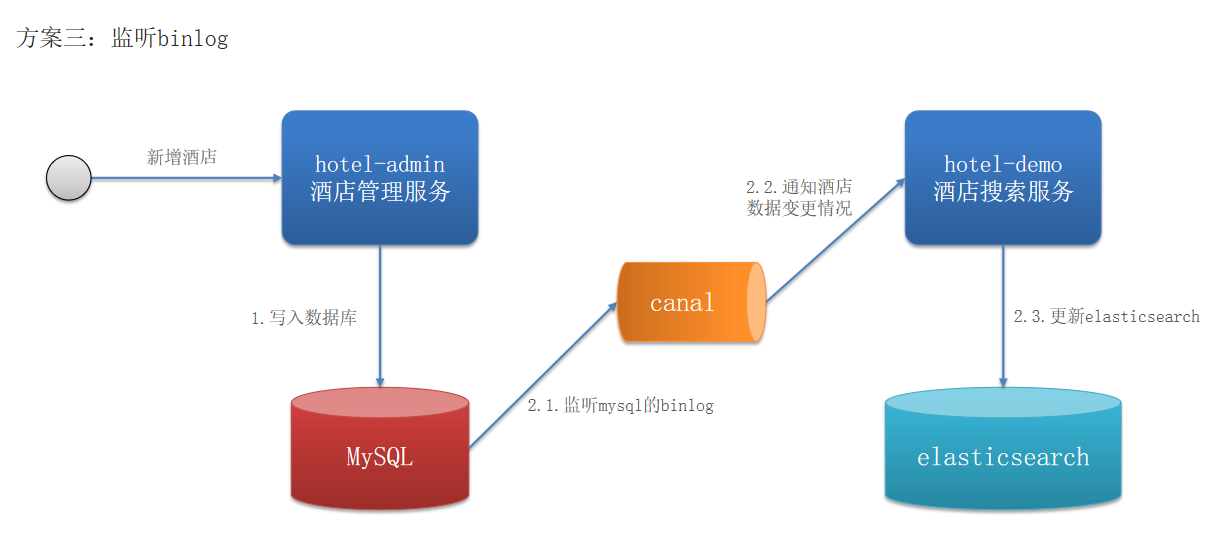 方案三：监听binlog
新增酒店
hotel-admin
酒店管理服务
hotel-demo
酒店搜索服务
2.2.通知酒店
数据变更情况
canal
1.写入数据库
2.3.更新elasticsearch
2.1.监听mysql的binlog
MySQL
elasticsearch